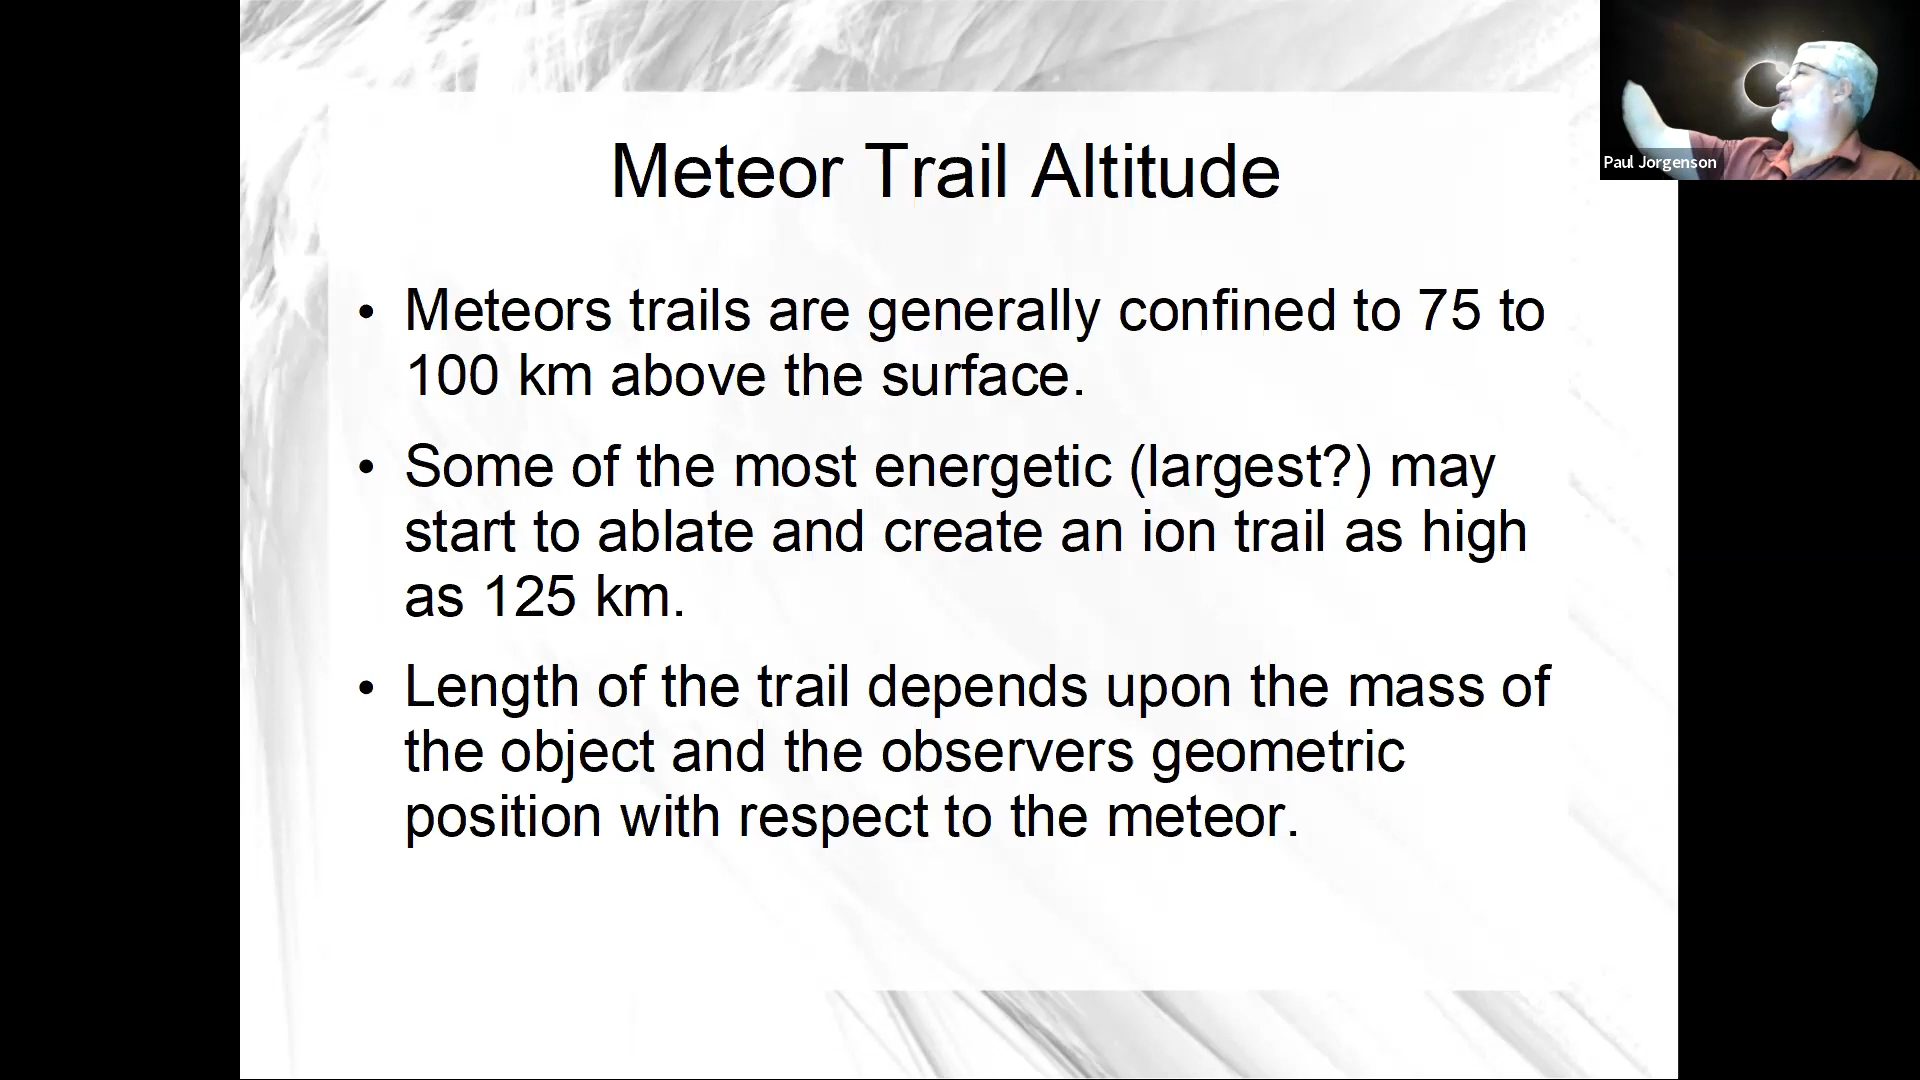 Meteor Trail Altitude
• Meteors trails are generally confined to 75 to
100 km above the surface.
• Some of the most energetic (largest?) may
start to ablate and create an ion trail as high
as 125 km.
• Length of the trail depends upon the mass of
the object and the observers geometric
position with respect to the meteor.
Paul Jorgenson